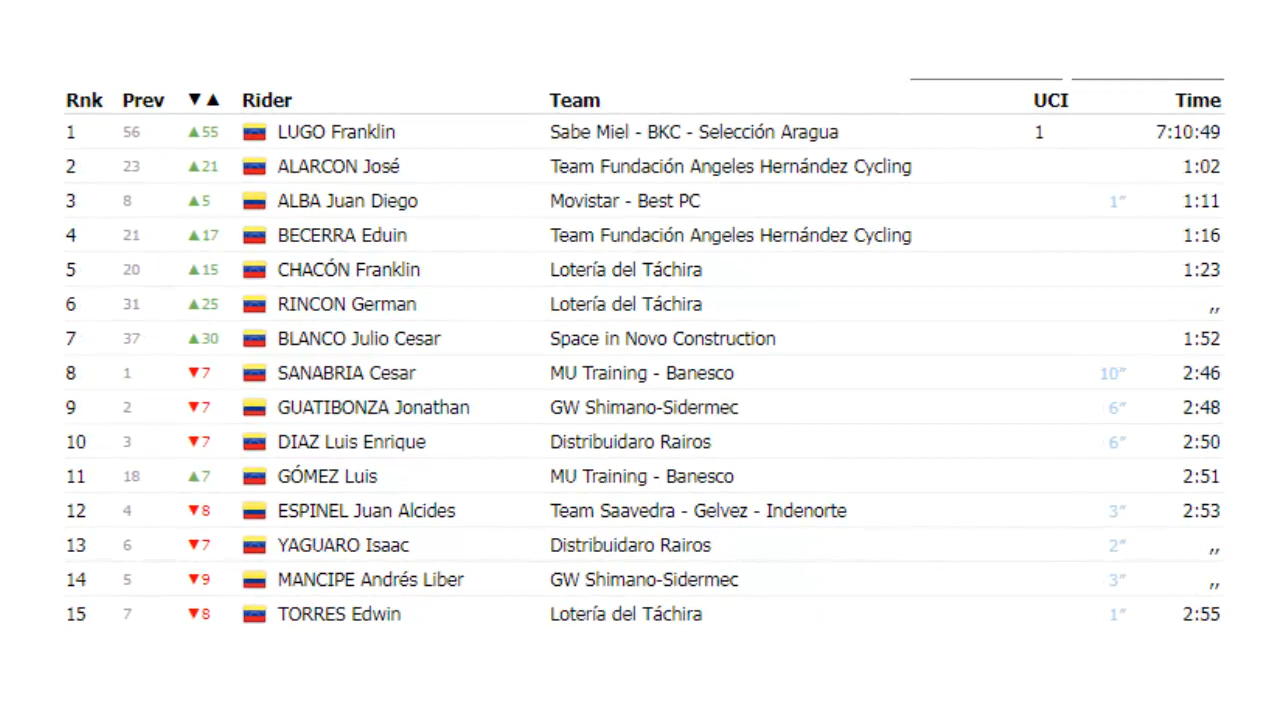 Rnk Prev ▼▲ Rider Team UCI Time
1 56 ▲55 LUGO Franklin Sabe Miel - BKC - Selección Aragua 1 7:10:49
2 23 ▲21 ALARCON José Team Fundación Angeles Hernández Cycling 1:02
3 8 ▲5 ALBA Juan Diego Movistar - Best PC 1″ 1:11
4 21 ▲17 BECERRA Eduin Team Fundación Angeles Hernández Cycling 1:16
5 20 ▲15 CHACÓN Franklin Lotería del Táchira 1:23
6 31 ▲25 RINCON German Lotería del Táchira ,,
7 37 ▲30 BLANCO Julio Cesar Space in Novo Construction 1:52
8 1 ▼7 SANABRIA Cesar MU Training - Banesco 10″ 2:46
9 2 ▼7 GUATIBONZA Jonathan GW Shimano-Sidermec 6″ 2:48
10 3 ▼7 DIAZ Luis Enrique Distribuidaro Rairos 6″ 2:50
11 18 ▲7 GÓMEZ Luis MU Training - Banesco 2:51
12 4 ▼8 ESPINEL Juan Alcides Team Saavedra - Gelvez - Indenorte 3″ 2:53
13 6 ▼7 YAGUARO Isaac Distribuidaro Rairos 2″ ,,
14 5 ▼9 MANCIPE Andrés Liber GW Shimano-Sidermec 3″ ,,
15 7 ▼8 TORRES Edwin Lotería del Táchira 1″ 2:55